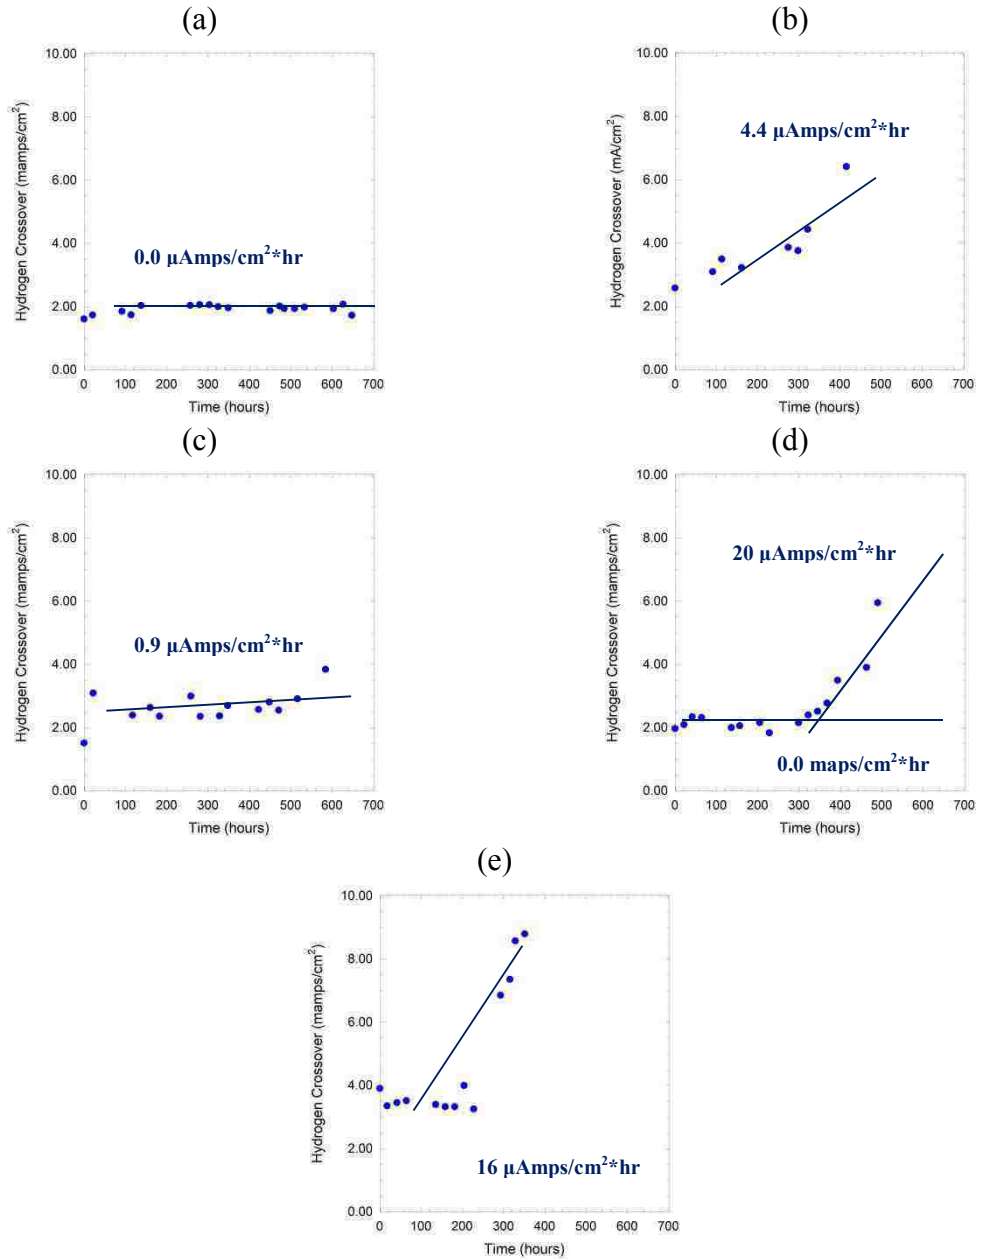 (a)
10.00
8.00
6.00
4.00
2.00
0.00
Hydrogen Crossover (mamps/cm²)
0.0 µAmps/cm²*hr
0 100 200 300 400 500 600 700
Time (hours)
(b)
10.00
8.00
6.00
4.00
2.00
0.00
Hydrogen Crossover (mA/cm²)
4.4 µAmps/cm²*hr
0 100 200 300 400 500 600 700
Time (hours)
(c)
10.00
8.00
6.00
4.00
2.00
0.00
Hydrogen Crossover (mamps/cm²)
0.9 µAmps/cm²*hr
0 100 200 300 400 500 600 700
Time (hours)
(d)
10.00
8.00
6.00
4.00
2.00
0.00
Hydrogen Crossover (mamps/cm²)
20 µAmps/cm²*hr
0.0 maps/cm²*hr
0 100 200 300 400 500 600 700
Time (hours)
(e)
10.00
8.00
6.00
4.00
2.00
0.00
Hydrogen Crossover (mamps/cm²)
16 µAmps/cm²*hr
0 100 200 300 400 500 600 700
Time (hours)